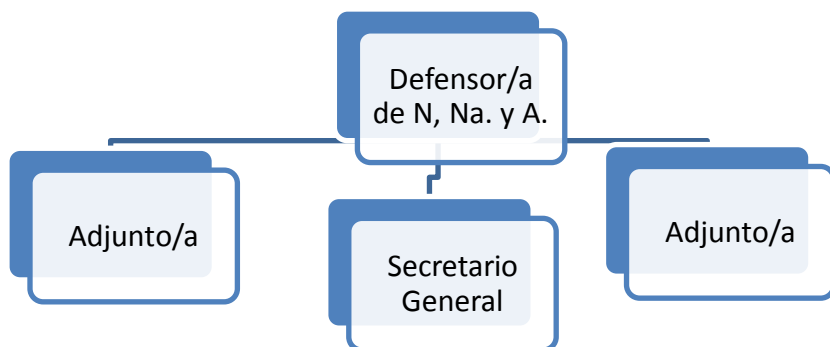 Defensor/a
de N, Na. y A.
Adjunto/a
Secretario
General
Adjunto/a